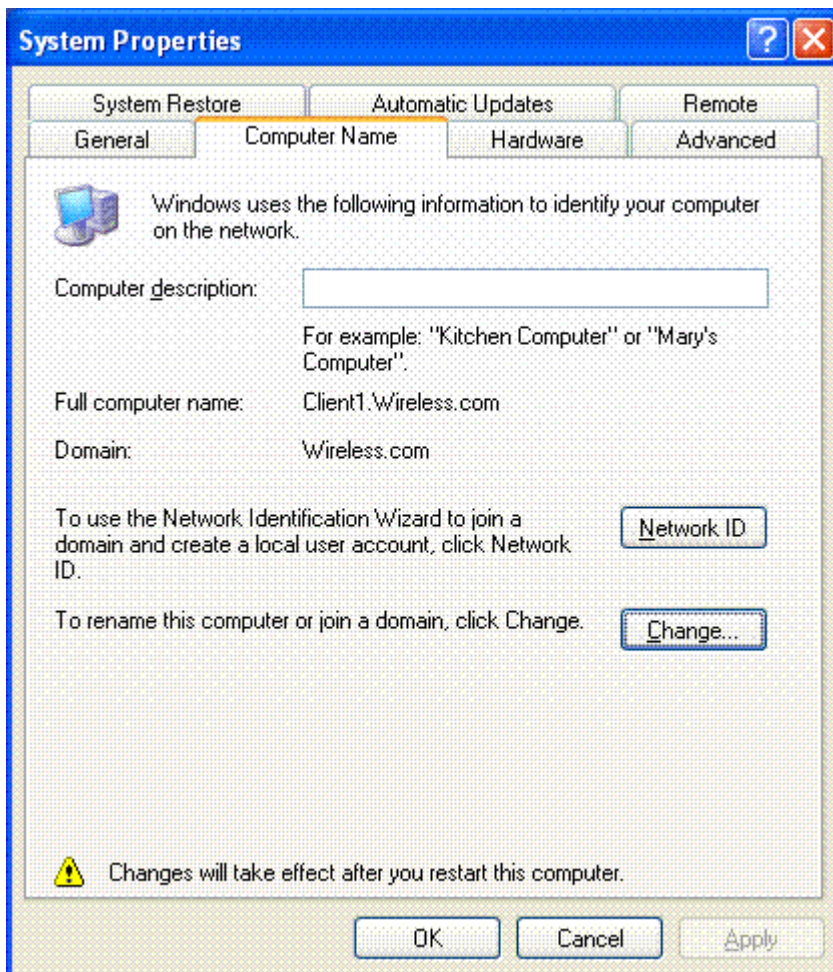 System Properties
System Restore
Automatic Updates
Remote
General
Computer Name
Hardware
Advanced
Windows uses the following information to identify your computer
on the network.
Computer description:
For example: "Kitchen Computer" or "Mary's
Computer".
Full computer name:
Client1.Wireless.com
Domain:
Wireless.com
To use the Network Identification Wizard to join a
domain and create a local user account, click Network
ID.
Network ID
To rename this computer or join a domain, click Change.
Change...
Changes will take effect after you restart this computer.
OK
Cancel
Apply